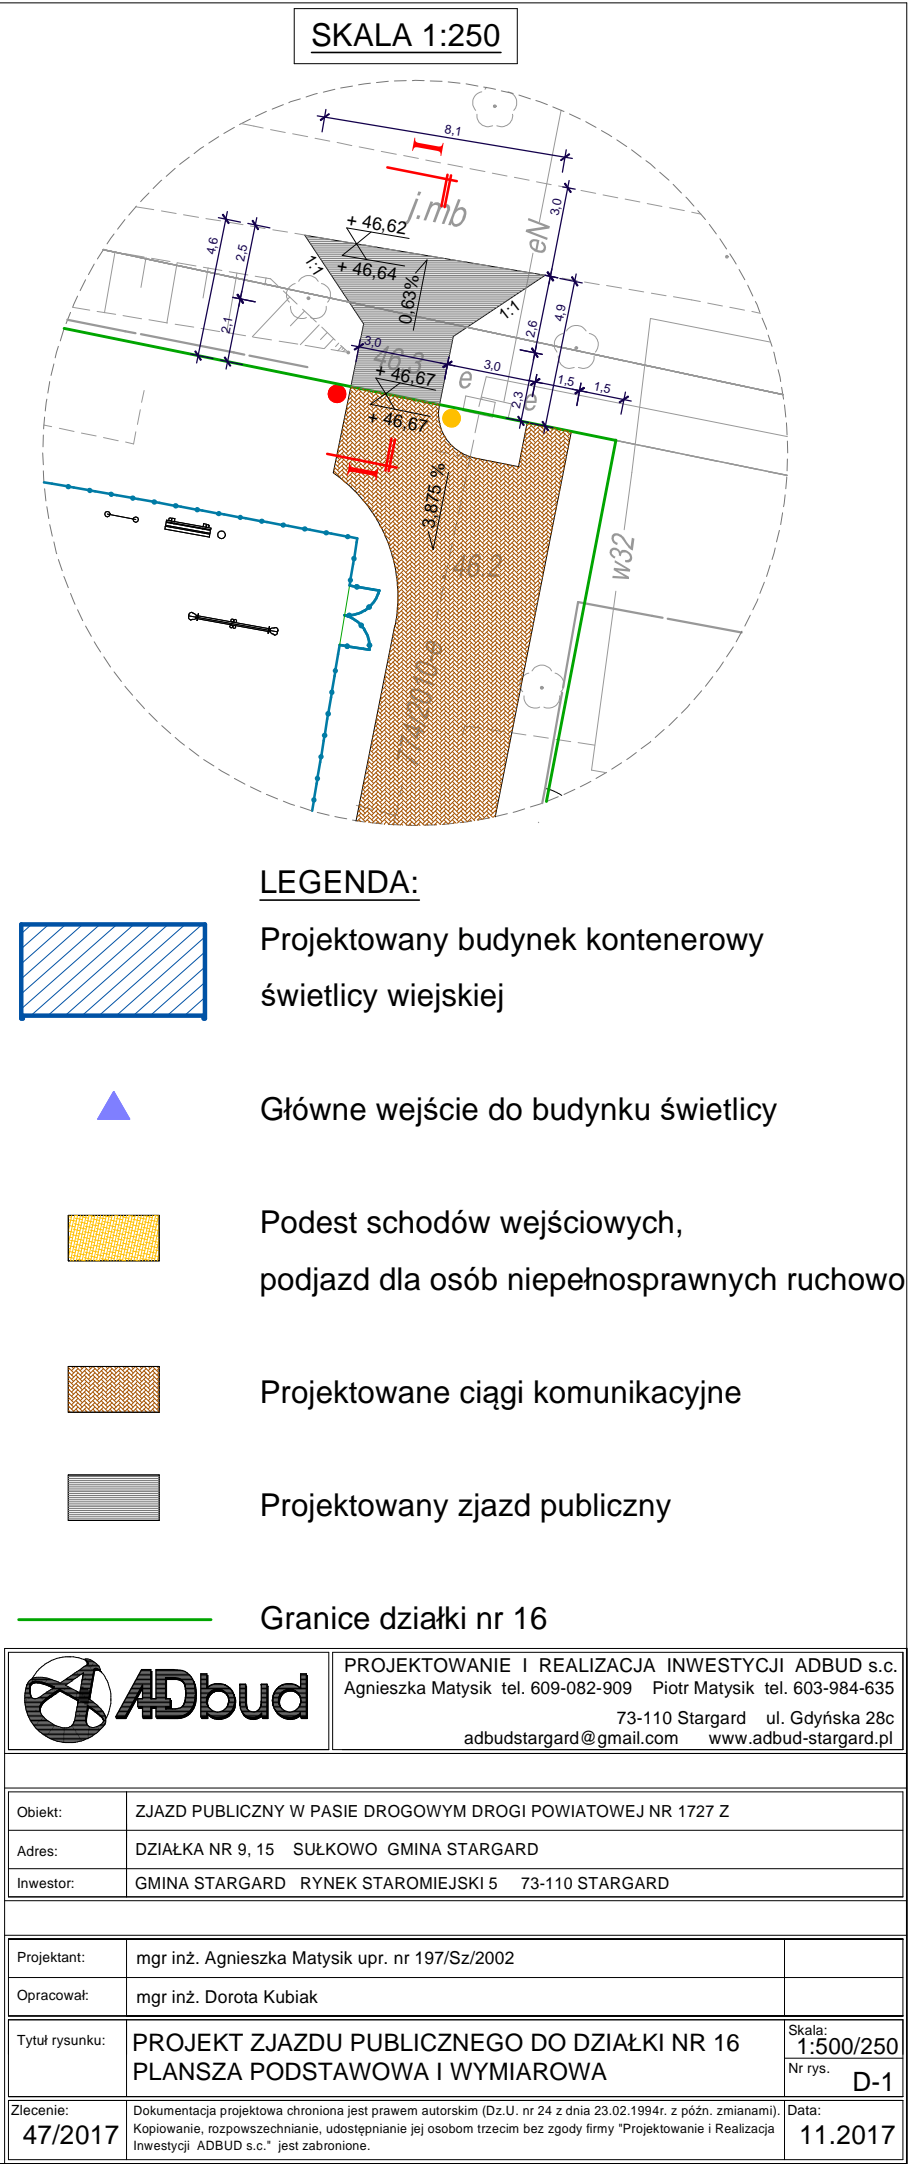 SKALA 1:250
8,1
I
j.mb
3,0
+ 46,62
eN
4,6
2,5
1:1
+ 46,64
0,63%
1:1
4,9
2,6
2,1
3,0
46.3
3,0
+ 46,67
e
1,5
1,5
2,3
e
+ 46,67
I
3,875 %
46.2
w32
774/2010-e
LEGENDA:
Projektowany budynek kontenerowy
świetlicy wiejskiej
Główne wejście do budynku świetlicy
Podest schodów wejściowych,
podjazd dla osób niepełnosprawnych ruchowo
Projektowane ciągi komunikacyjne
Projektowany zjazd publiczny
Granice działki nr 16
ADbud
PROJEKTOWANIE I REALIZACJA INWESTYCJI ADBUD s.c.
Agnieszka Matysik tel. 609-082-909 Piotr Matysik tel. 603-984-635
73-110 Stargard ul. Gdyńska 28c
adbudstargard@gmail.com www.adbud-stargard.pl
Obiekt: ZJAZD PUBLICZNY W PASIE DROGOWYM DROGI POWIATOWEJ NR 1727 Z
Adres: DZIAŁKA NR 9, 15 SUŁKOWO GMINA STARGARD
Inwestor: GMINA STARGARD RYNEK STAROMIEJSKI 5 73-110 STARGARD
Projektant: mgr inż. Agnieszka Matysik upr. nr 197/Sz/2002
Opracował: mgr inż. Dorota Kubiak
Tytuł rysunku: PROJEKT ZJAZDU PUBLICZNEGO DO DZIAŁKI NR 16
PLANSZA PODSTAWOWA I WYMIAROWA
Skala:
1:500/250
Nr rys.
D-1
Zlecenie:
47/2017
Dokumentacja projektowa chroniona jest prawem autorskim (Dz.U. nr 24 z dnia 23.02.1994r. z późn. zmianami).
Kopiowanie, rozpowszechnianie, udostępnianie jej osobom trzecim bez zgody firmy "Projektowanie i Realizacja
Inwestycji ADBUD s.c." jest zabronione.
Data:
11.2017